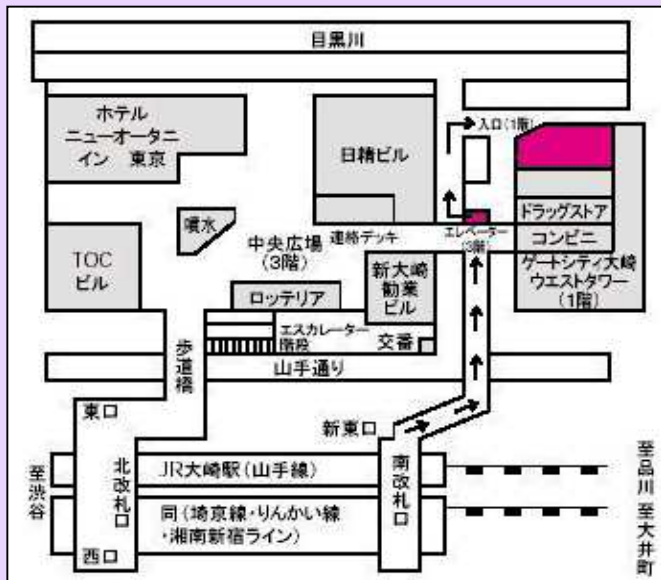 目黒川
ホテル
ニューオータニ
イン 東京
日精ビル
入口(1階)
ドラッグストア
コンビニ
ゲートシティ大崎
ウエストタワー
(1階)
噴水
連絡デッキ
エレベーター
(3階)
中央広場
(3階)
TOC
ビル
新大崎
勧業
ビル
ロッテリア
エスカレーター
階段
交番
歩道橋
山手通り
東口
新東口
至渋谷
北改札口
JR大崎駅(山手線)
南改札口
至品川
同(埼京線・りんかい線
・湘南新宿ライン)
至大井町
西口